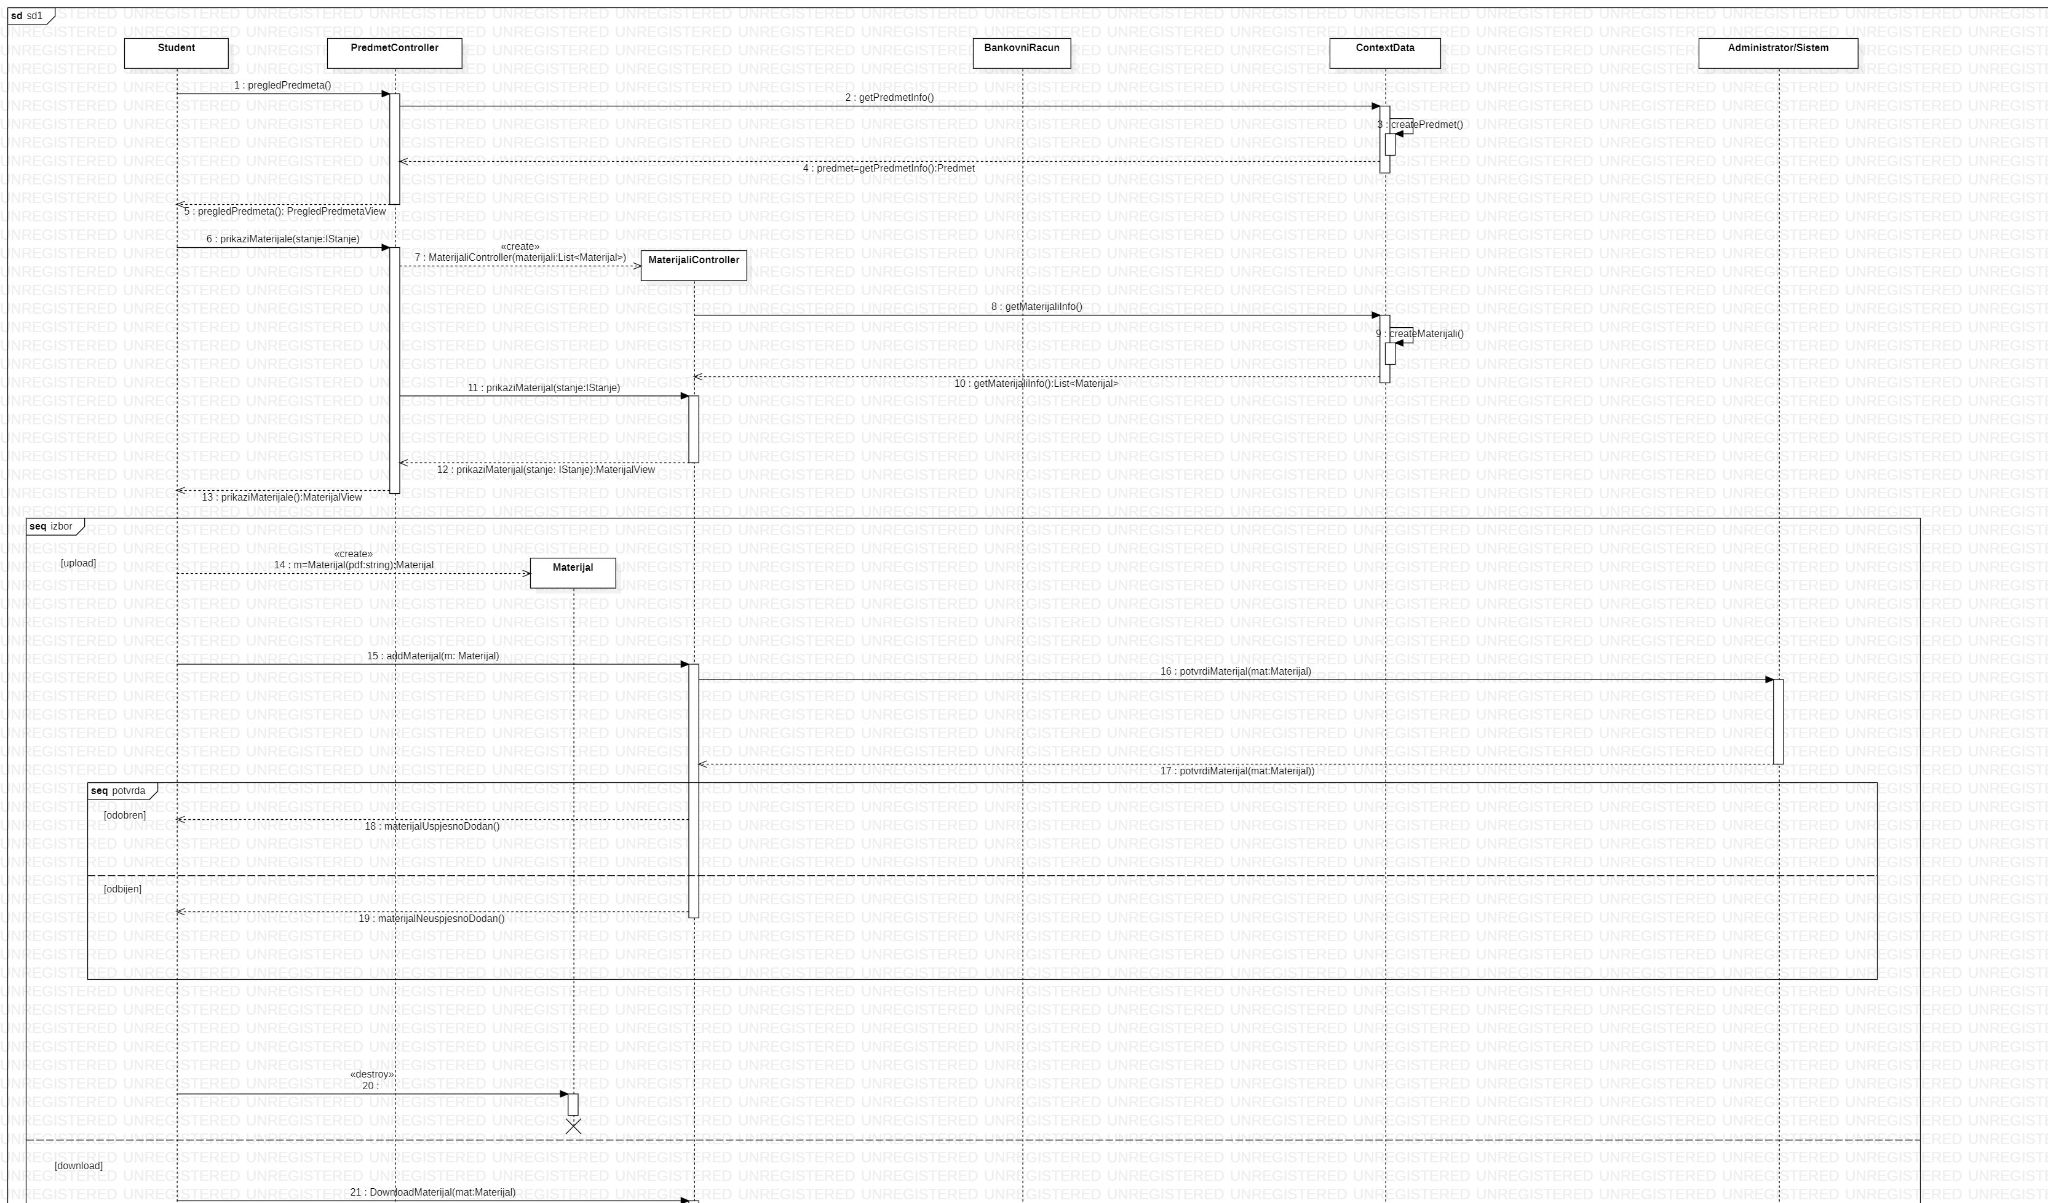 sd sd1
Student
PredmetController
BankovniRacun
ContextData
Administrator/Sistem
1 : pregledPredmeta()
2 : getPredmetInfo()
3 : createPredmet()
4 : predmet=getPredmetInfo():Predmet
5 : pregledPredmeta(): PregledPredmetaView
6 : prikaziMaterijale(stanje:IStanje)
«create»
7 : MaterijaliController(materijali:List<Materijal>)
MaterijaliController
8 : getMaterijaliInfo()
9 : createMaterijali()
10 : getMaterijaliInfo():List<Materijal>
11 : prikaziMaterijal(stanje:IStanje)
12 : prikaziMaterijal(stanje: IStanje):MaterijalView
13 : prikaziMaterijale():MaterijalView
seq izbor
[upload]
«create»
14 : m=Materijal(pdf:string):Materijal
Materijal
15 : addMaterijal(m: Materijal)
16 : potvrdiMaterijal(mat:Materijal)
17 : potvrdiMaterijal(mat:Materijal))
seq potvrda
[odobren]
18 : materijalUspjesnoDodan()
[odbijen]
19 : materijalNeuspjesnoDodan()
«destroy»
20 :
[download]
21 : DownloadMaterijal(mat:Materijal)
UNREGISTERED